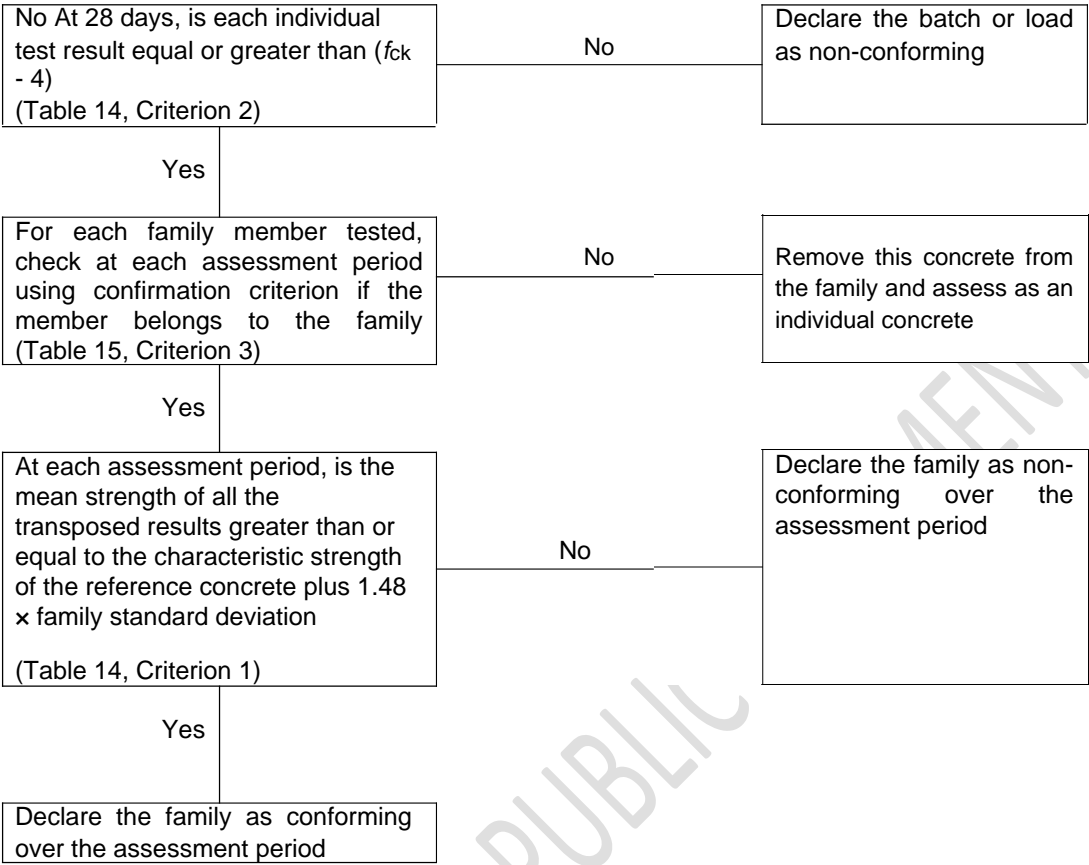 No At 28 days, is each individual
test result equal or greater than (fck
- 4)
(Table 14, Criterion 2)
No
Declare the batch or load
as non-conforming
Yes
For each family member tested,
check at each assessment period
using confirmation criterion if the
member belongs to the family
(Table 15, Criterion 3)
No
Remove this concrete from
the family and assess as an
individual concrete
Yes
At each assessment period, is the
mean strength of all the
transposed results greater than or
equal to the characteristic strength
of the reference concrete plus 1.48
× family standard deviation
(Table 14, Criterion 1)
No
Declare the family as non-
conforming over the
assessment period
Yes
Declare the family as conforming
over the assessment period
PUBLIC